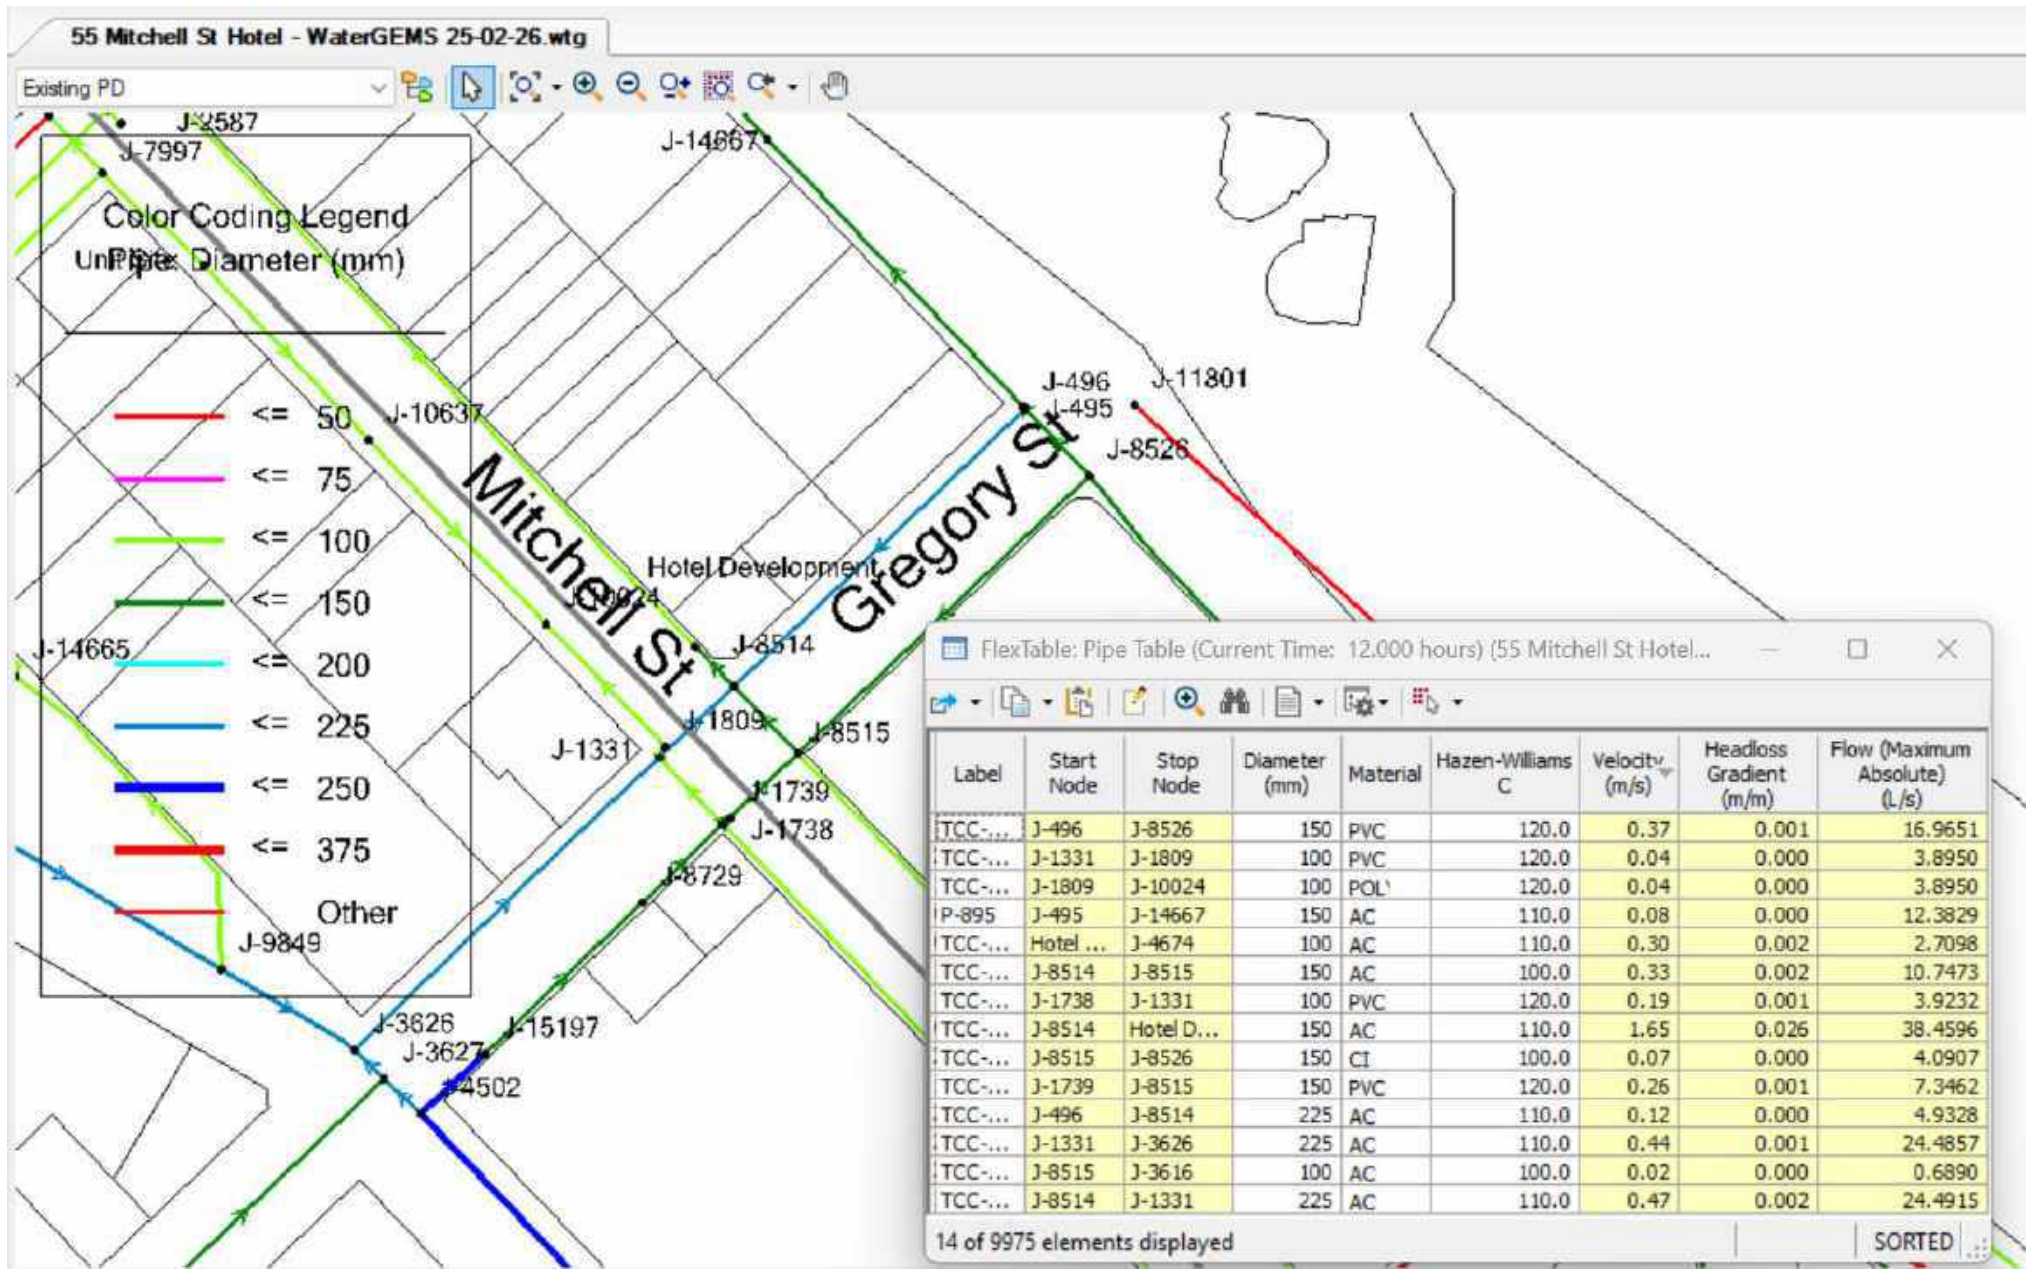 55 Mitchell St Hotel - WaterGEMS 25-02-26.wtg
Existing PD
J-2587
J-7997
J-14667
Color Coding Legend
Pipe: Diameter (mm)
<= 50
<= 75
<= 100
<= 150
<= 200
<= 225
<= 250
<= 375
Other
J-10637
J-496
J-11801
J-495
J-8526
Mitchell St
Gregory St
Hotel Development
J-10024
J-8514
J-14665
J-1809
J-8515
J-1331
J-1739
J-1738
J-8729
J-9849
J-3626
J-15197
J-3627
J-4502
FlexTable: Pipe Table (Current Time: 12.000 hours) (55 Mitchell St Hotel...
Label Start Node Stop Node Diameter (mm) Material Hazen-Williams C Velocity (m/s) Headloss Gradient (m/m) Flow (Maximum Absolute) (L/s)
TCC-... J-496 J-8526 150 PVC 120.0 0.37 0.001 16.9651
TCC-... J-1331 J-1809 100 PVC 120.0 0.04 0.000 3.8950
TCC-... J-1809 J-10024 100 POLY 120.0 0.04 0.000 3.8950
P-895 J-495 J-14667 150 AC 110.0 0.08 0.000 12.3829
TCC-... Hotel ... J-4674 100 AC 110.0 0.30 0.002 2.7098
TCC-... J-8514 J-8515 150 AC 100.0 0.33 0.002 10.7473
TCC-... J-1738 J-1331 100 PVC 120.0 0.19 0.001 3.9232
TCC-... J-8514 Hotel D... 150 AC 110.0 1.65 0.026 38.4596
TCC-... J-8515 J-8526 150 CI 100.0 0.07 0.000 4.0907
TCC-... J-1739 J-8515 150 PVC 120.0 0.26 0.001 7.3462
TCC-... J-496 J-8514 225 AC 110.0 0.12 0.000 4.9328
TCC-... J-1331 J-3626 225 AC 110.0 0.44 0.001 24.4857
TCC-... J-8515 J-3616 100 AC 100.0 0.02 0.000 0.6890
TCC-... J-8514 J-1331 225 AC 110.0 0.47 0.002 24.4915
14 of 9975 elements displayed
SORTED